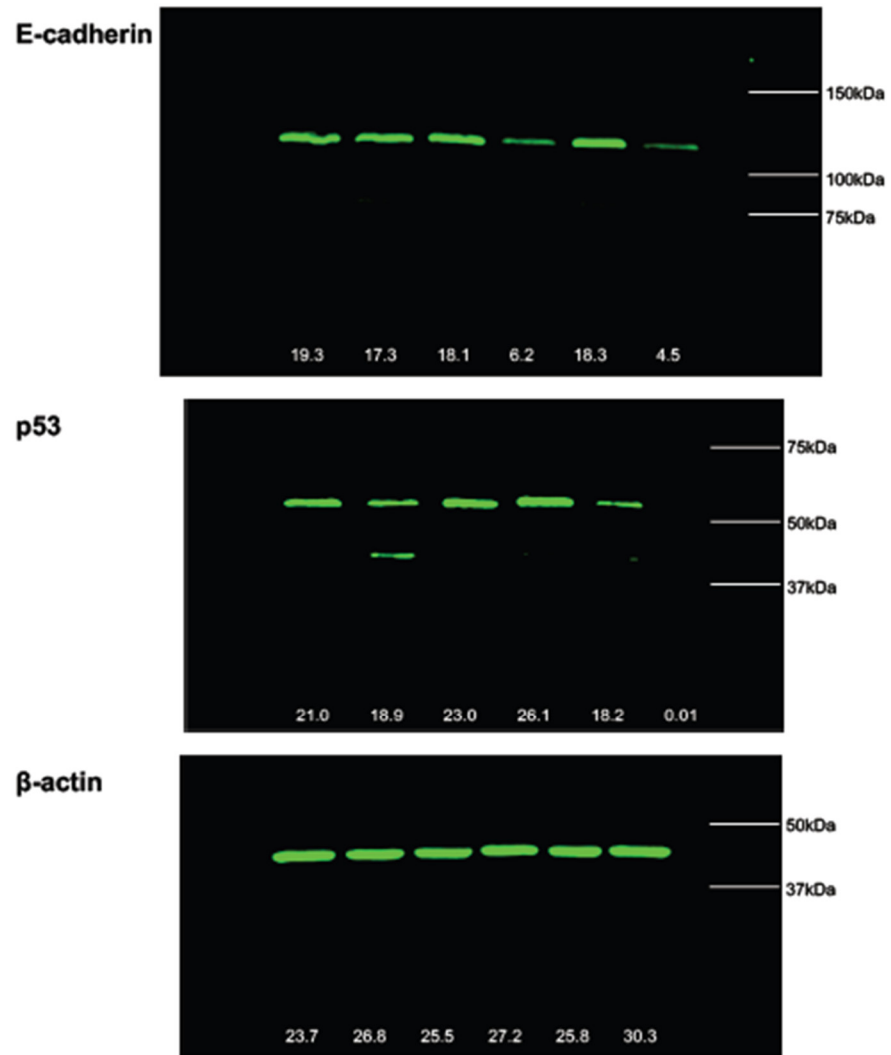 E-cadherin
150kDa
100kDa
75kDa
19.3 17.3 18.1 6.2 18.3 4.5
p53
75kDa
50kDa
37kDa
21.0 18.9 23.0 26.1 18.2 0.01
β-actin
50kDa
37kDa
23.7 26.8 25.5 27.2 25.8 30.3